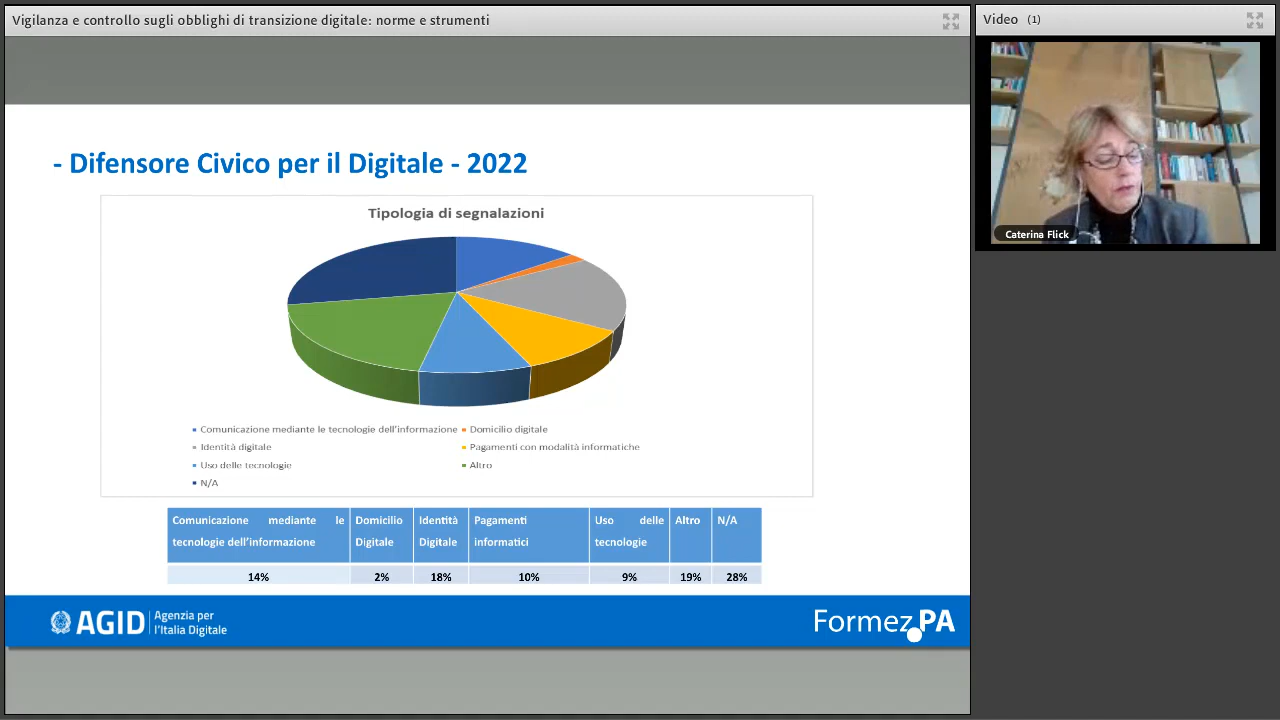 Vigilanza e controllo sugli obblighi di transizione digitale: norme e strumenti
Video (1)
Caterina Flick
- Difensore Civico per il Digitale - 2022
Tipologia di segnalazioni
Comunicazione mediante le tecnologie dell'informazione
Domicilio digitale
Identità digitale
Pagamenti con modalità informatiche
Uso delle tecnologie
Altro
N/A
Comunicazione mediante le tecnologie dell'informazione
Domicilio Digitale
Identità Digitale
Pagamenti informatici
Uso delle tecnologie
Altro
N/A
14% 2% 18% 10% 9% 19% 28%
AGID
Agenzia per
l'Italia Digitale
Formez PA